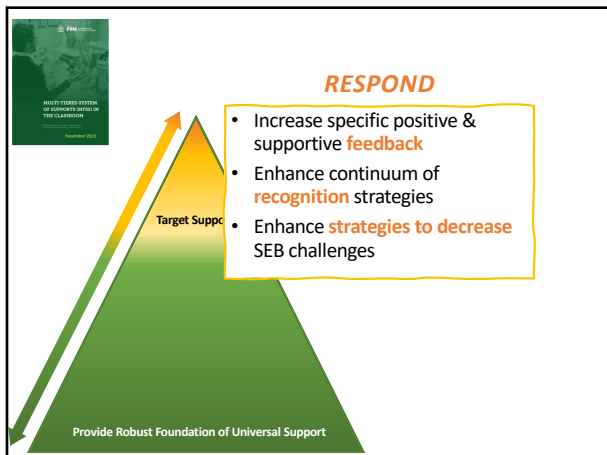 PBIS
MULTI-TIERED SYSTEM
OF SUPPORTS (MTSS) IN
THE CLASSROOM
November 2021
RESPOND
• Increase specific positive &
supportive feedback
• Enhance continuum of
recognition strategies
• Enhance strategies to decrease
SEB challenges
Target Suppo
Provide Robust Foundation of Universal Support